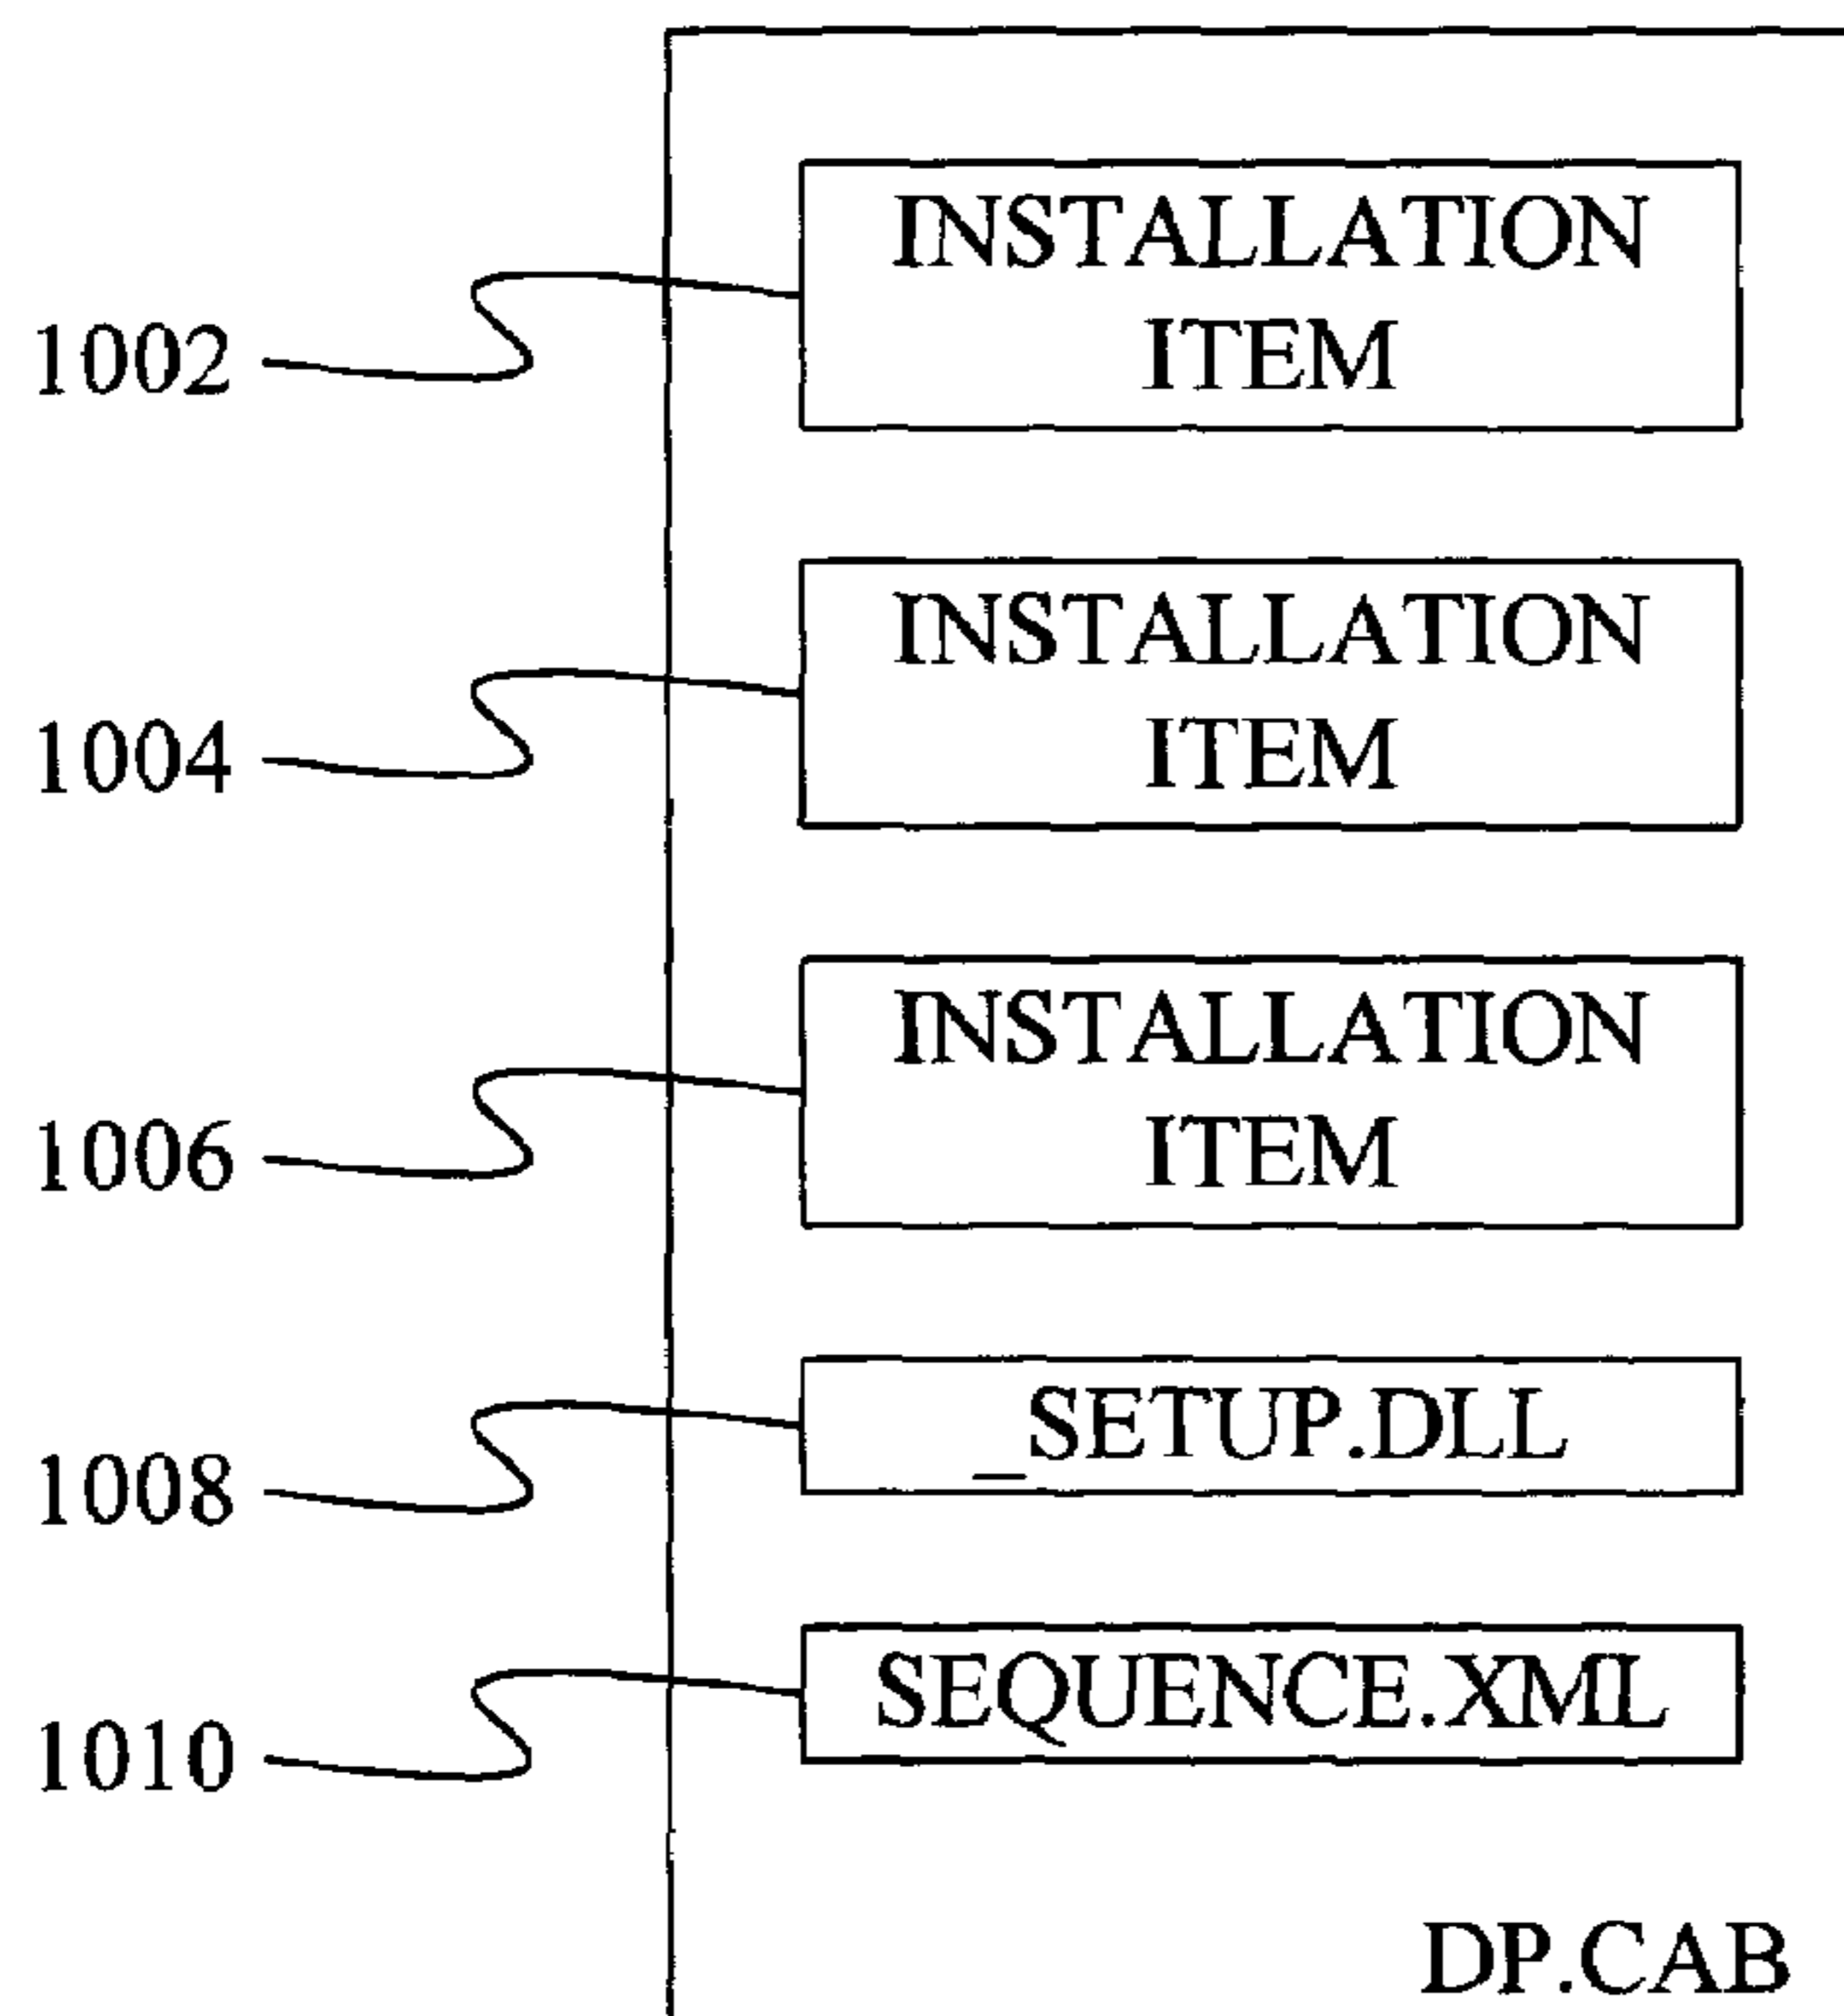 INSTALLATION
ITEM
1002
INSTALLATION
ITEM
1004
INSTALLATION
ITEM
1006
_SETUP.DLL
1008
SEQUENCE.XML
1010
DP.CAB